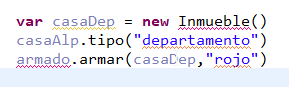 var casaDep = new Inmueble()
casaAlp.tipo("departamento")
armado.armar(casaDep,"rojo")